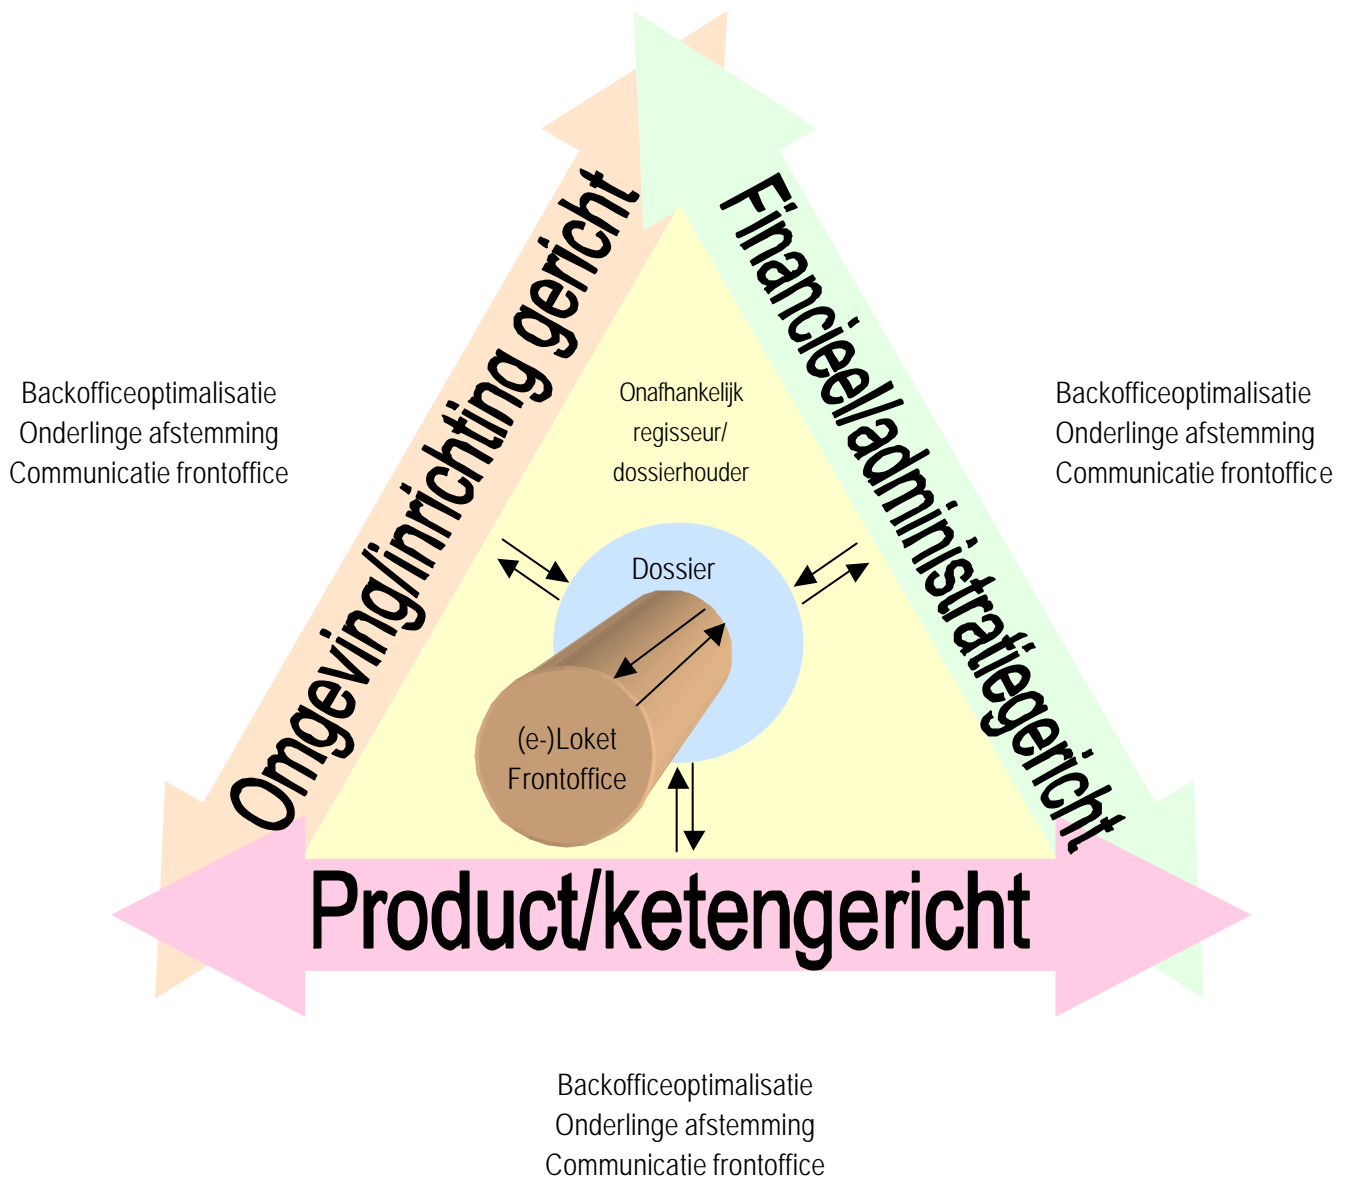 Omgeving/inrichting gericht
Financieel/administratiegericht
Backofficeoptimalisatie
Onderlinge afstemming
Communicatie frontoffice
Onafhankelijk
regisseur/
dossierhouder
Backofficeoptimalisatie
Onderlinge afstemming
Communicatie frontoffice
Dossier
(e-)Loket
Frontoffice
Product/ketengericht
Backofficeoptimalisatie
Onderlinge afstemming
Communicatie frontoffice